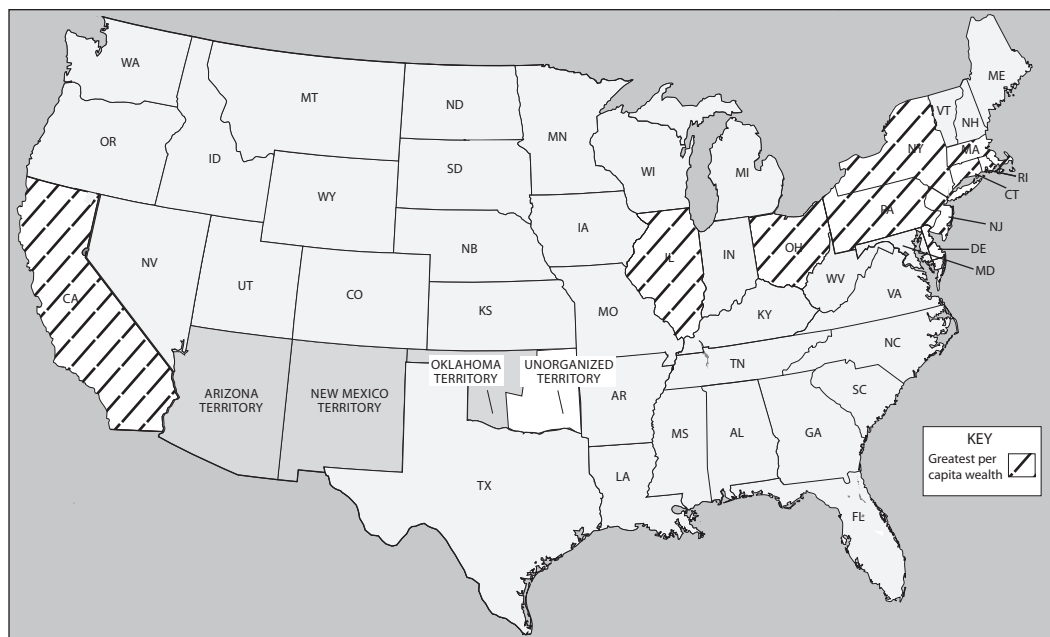 WA
OR
ID
MT
ND
MN
SD
WY
WI
MI
ME
VT
NH
NY
MA
RI
CT
NJ
PA
DE
MD
NV
UT
CO
NB
IA
IL
IN
OH
WV
VA
KS
MO
KY
CA
NC
TN
SC
ARIZONA
TERRITORY
NEW MEXICO
TERRITORY
OKLAHOMA
TERRITORY
UNORGANIZED
TERRITORY
AR
MS
AL
GA
TX
LA
FL
KEY
Greatest per
capita wealth